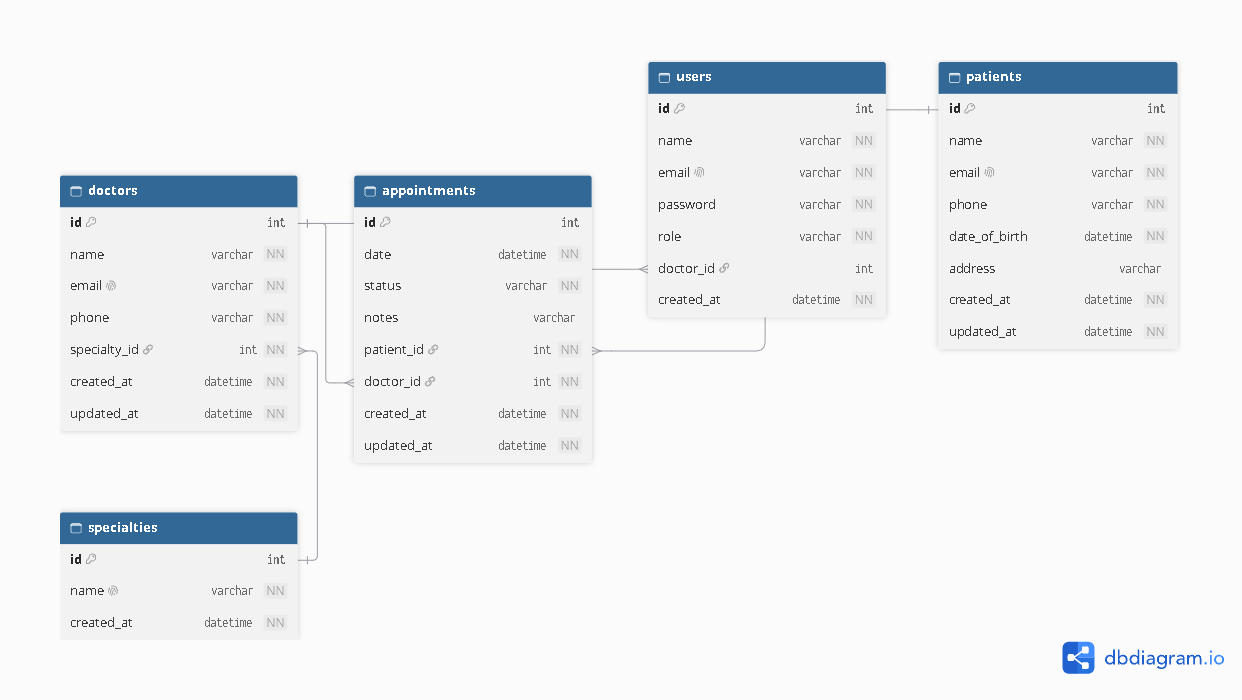 users
id int
name varchar NN
email varchar NN
password varchar NN
role varchar NN
doctor_id int
created_at datetime NN
patients
id int
name varchar NN
email varchar NN
phone varchar NN
date_of_birth datetime NN
address varchar
created_at datetime NN
updated_at datetime NN
doctors
id int
name varchar NN
email varchar NN
phone varchar NN
specialty_id int NN
created_at datetime NN
updated_at datetime NN
appointments
id int
date datetime NN
status varchar NN
notes varchar
patient_id int NN
doctor_id int NN
created_at datetime NN
updated_at datetime NN
specialties
id int
name varchar NN
created_at datetime NN
dbdiagram.io